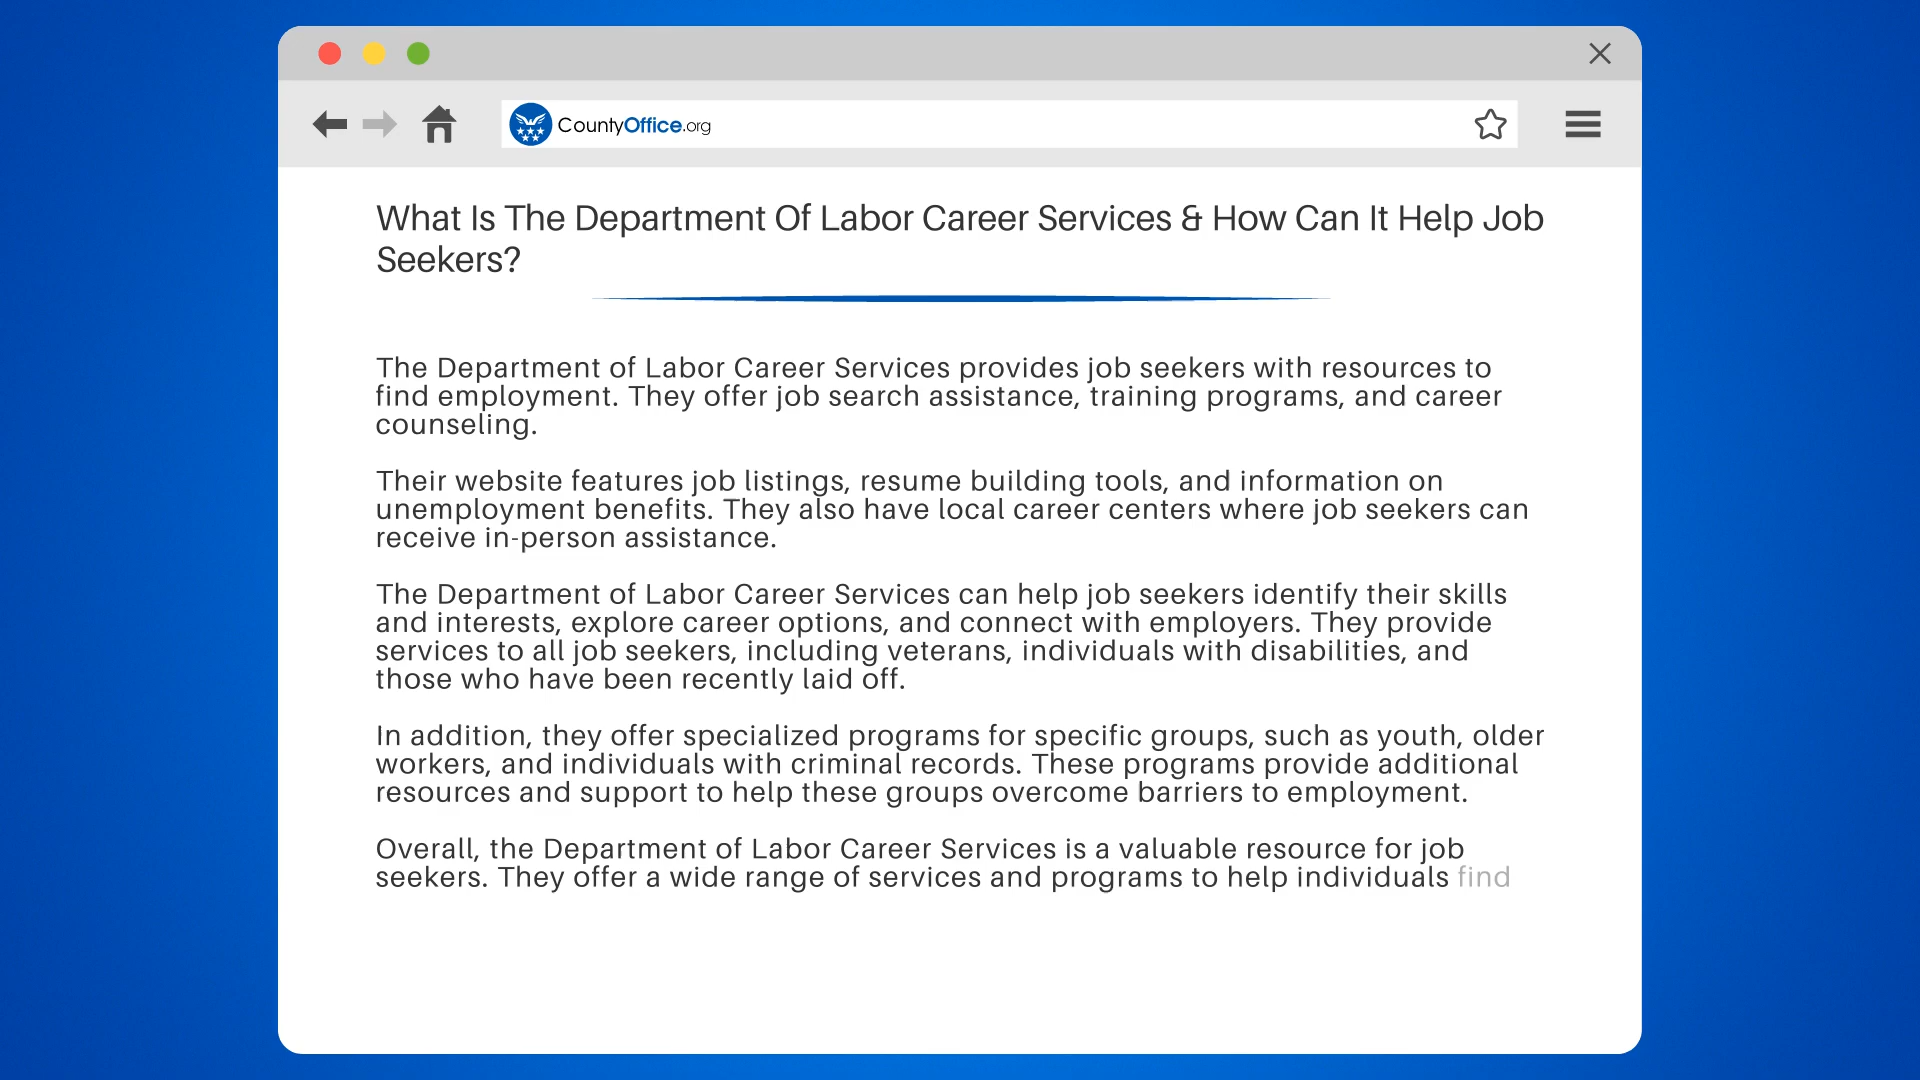 CountyOffice.org
What Is The Department Of Labor Career Services & How Can It Help Job
Seekers?
The Department of Labor Career Services provides job seekers with resources to
find employment. They offer job search assistance, training programs, and career
counseling.
Their website features job listings, resume building tools, and information on
unemployment benefits. They also have local career centers where job seekers can
receive in-person assistance.
The Department of Labor Career Services can help job seekers identify their skills
and interests, explore career options, and connect with employers. They provide
services to all job seekers, including veterans, individuals with disabilities, and
those who have been recently laid off.
In addition, they offer specialized programs for specific groups, such as youth, older
workers, and individuals with criminal records. These programs provide additional
resources and support to help these groups overcome barriers to employment.
Overall, the Department of Labor Career Services is a valuable resource for job
seekers. They offer a wide range of services and programs to help individuals find